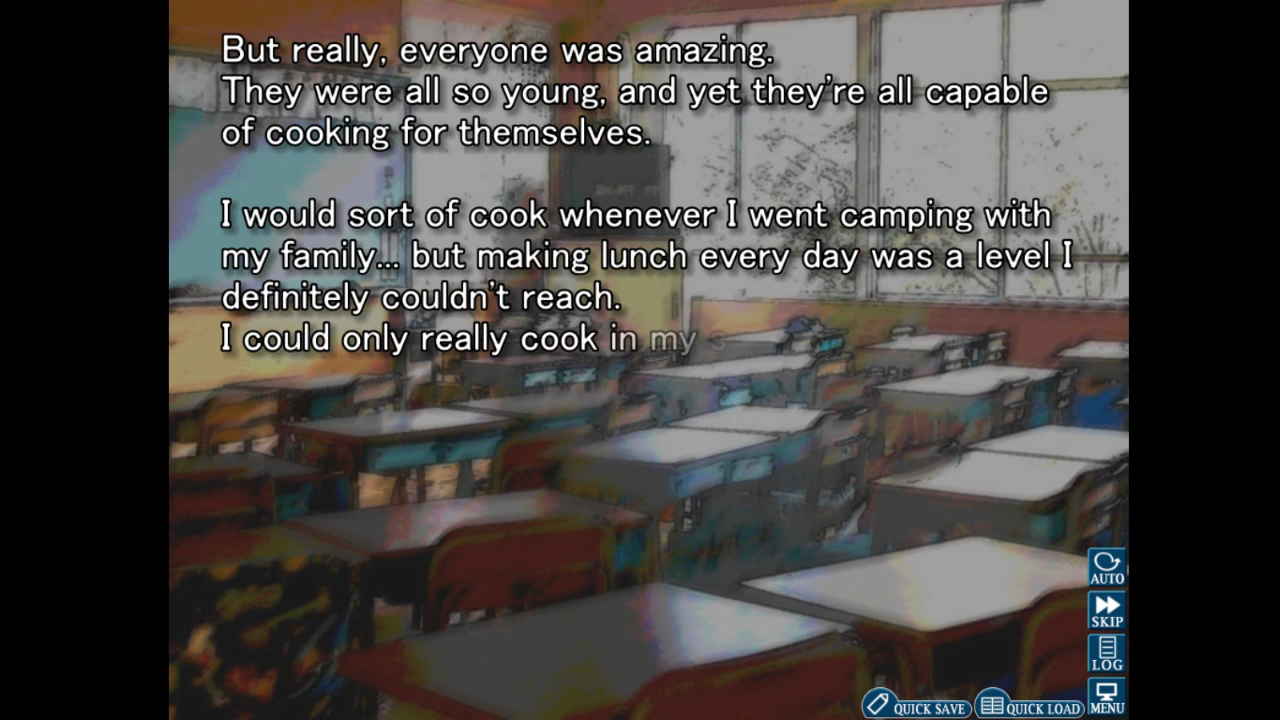 But really, everyone was amazing.
They were all so young, and yet they're all capable
of cooking for themselves.
I would sort of cook whenever I went camping with
my family... but making lunch every day was a level I
definitely couldn't reach.
I could only really cook in my s
AUTO
SKIP
LOG
QUICK SAVE
QUICK LOAD
MENU